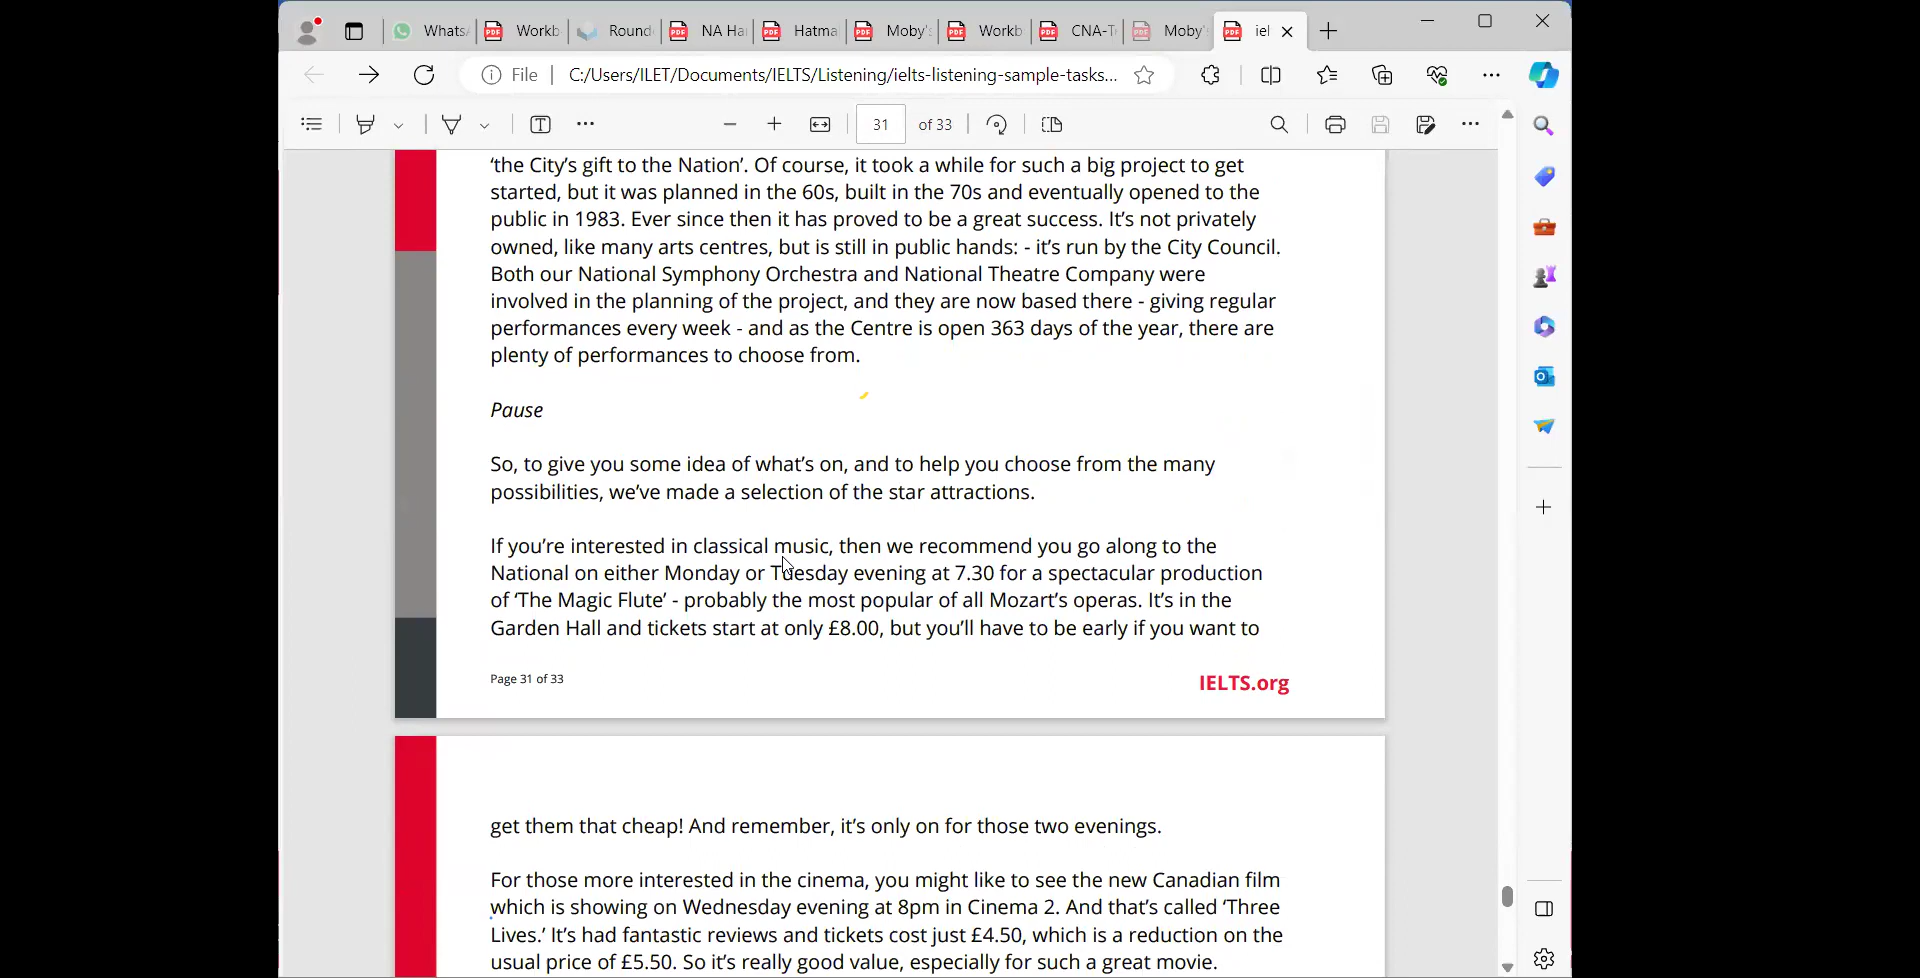 Whats
Workb
Round
NA Ha
Hatma
Moby'
Workb
CNA-T
Moby'
iel
File
C:/Users/ILET/Documents/IELTS/Listening/ielts-listening-sample-tasks...
31 of 33
‘the City’s gift to the Nation’. Of course, it took a while for such a big project to get
started, but it was planned in the 60s, built in the 70s and eventually opened to the
public in 1983. Ever since then it has proved to be a great success. It’s not privately
owned, like many arts centres, but is still in public hands: - it’s run by the City Council.
Both our National Symphony Orchestra and National Theatre Company were
involved in the planning of the project, and they are now based there - giving regular
performances every week - and as the Centre is open 363 days of the year, there are
plenty of performances to choose from.
Pause
So, to give you some idea of what’s on, and to help you choose from the many
possibilities, we’ve made a selection of the star attractions.
If you’re interested in classical music, then we recommend you go along to the
National on either Monday or Tuesday evening at 7.30 for a spectacular production
of ‘The Magic Flute’ - probably the most popular of all Mozart’s operas. It’s in the
Garden Hall and tickets start at only £8.00, but you’ll have to be early if you want to
Page 31 of 33
IELTS.org
get them that cheap! And remember, it’s only on for those two evenings.
For those more interested in the cinema, you might like to see the new Canadian film
which is showing on Wednesday evening at 8pm in Cinema 2. And that’s called ‘Three
Lives.’ It’s had fantastic reviews and tickets cost just £4.50, which is a reduction on the
usual price of £5.50. So it’s really good value, especially for such a great movie.